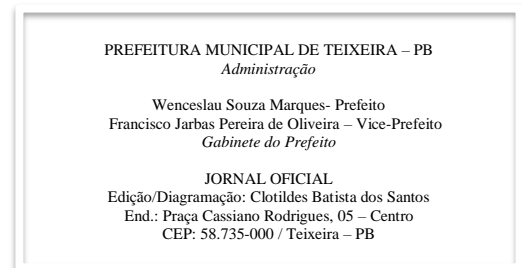 PREFEITURA MUNICIPAL DE TEIXEIRA – PB
Administração
Wenceslau Souza Marques- Prefeito
Francisco Jarbas Pereira de Oliveira – Vice-Prefeito
Gabinete do Prefeito
JORNAL OFICIAL
Edição/Diagramação: Clotildes Batista dos Santos
End.: Praça Cassiano Rodrigues, 05 – Centro
CEP: 58.735-000 / Teixeira – PB